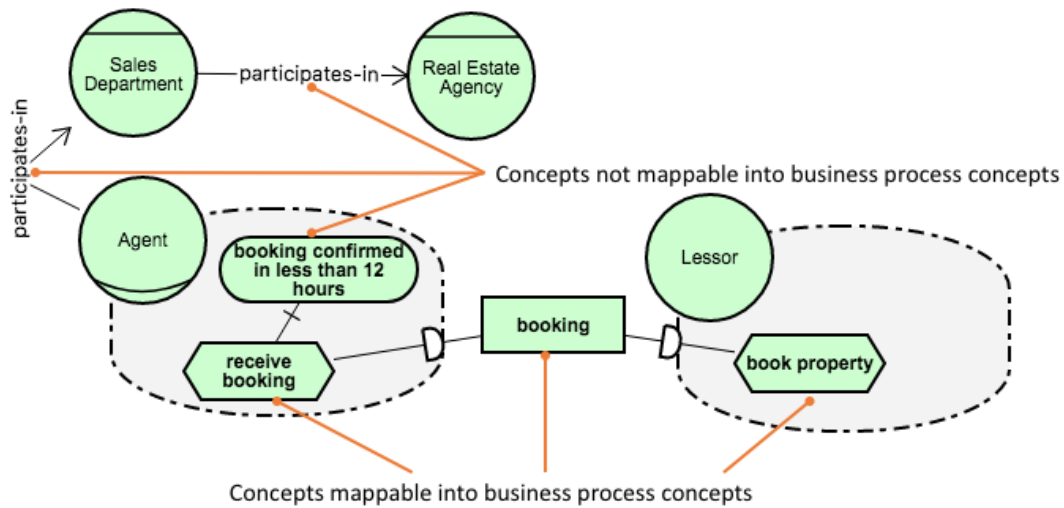 Sales
Department
participates-in
Real Estate
Agency
participates-in
Concepts not mappable into business process concepts
Agent
booking confirmed
in less than 12
hours
Lessor
booking
receive
booking
book property
Concepts mappable into business process concepts